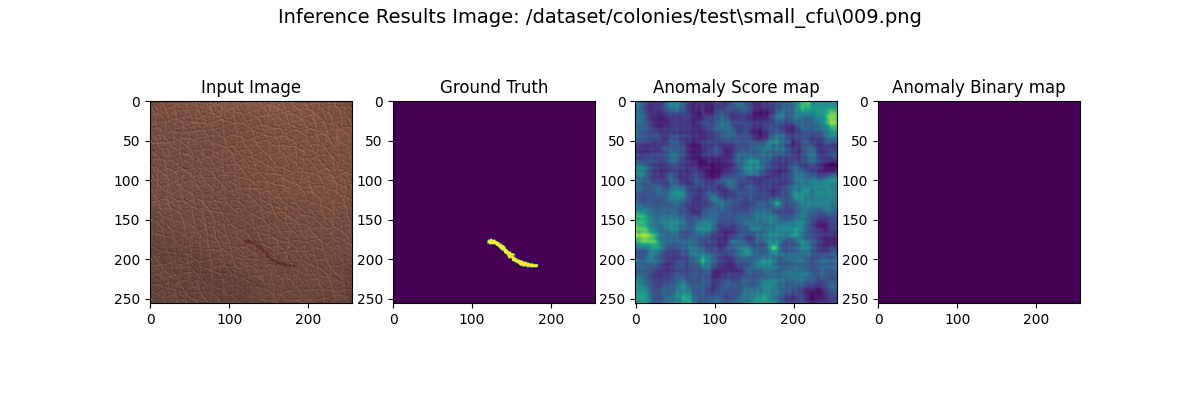 Inference Results Image: /dataset/colonies/test\small_cfu\009.png
Input Image
Ground Truth
Anomaly Score map
Anomaly Binary map
0
50
100
150
200
250
0 100 200
0
50
100
150
200
250
0 100 200
0
50
100
150
200
250
0 100 200
0
50
100
150
200
250
0 100 200